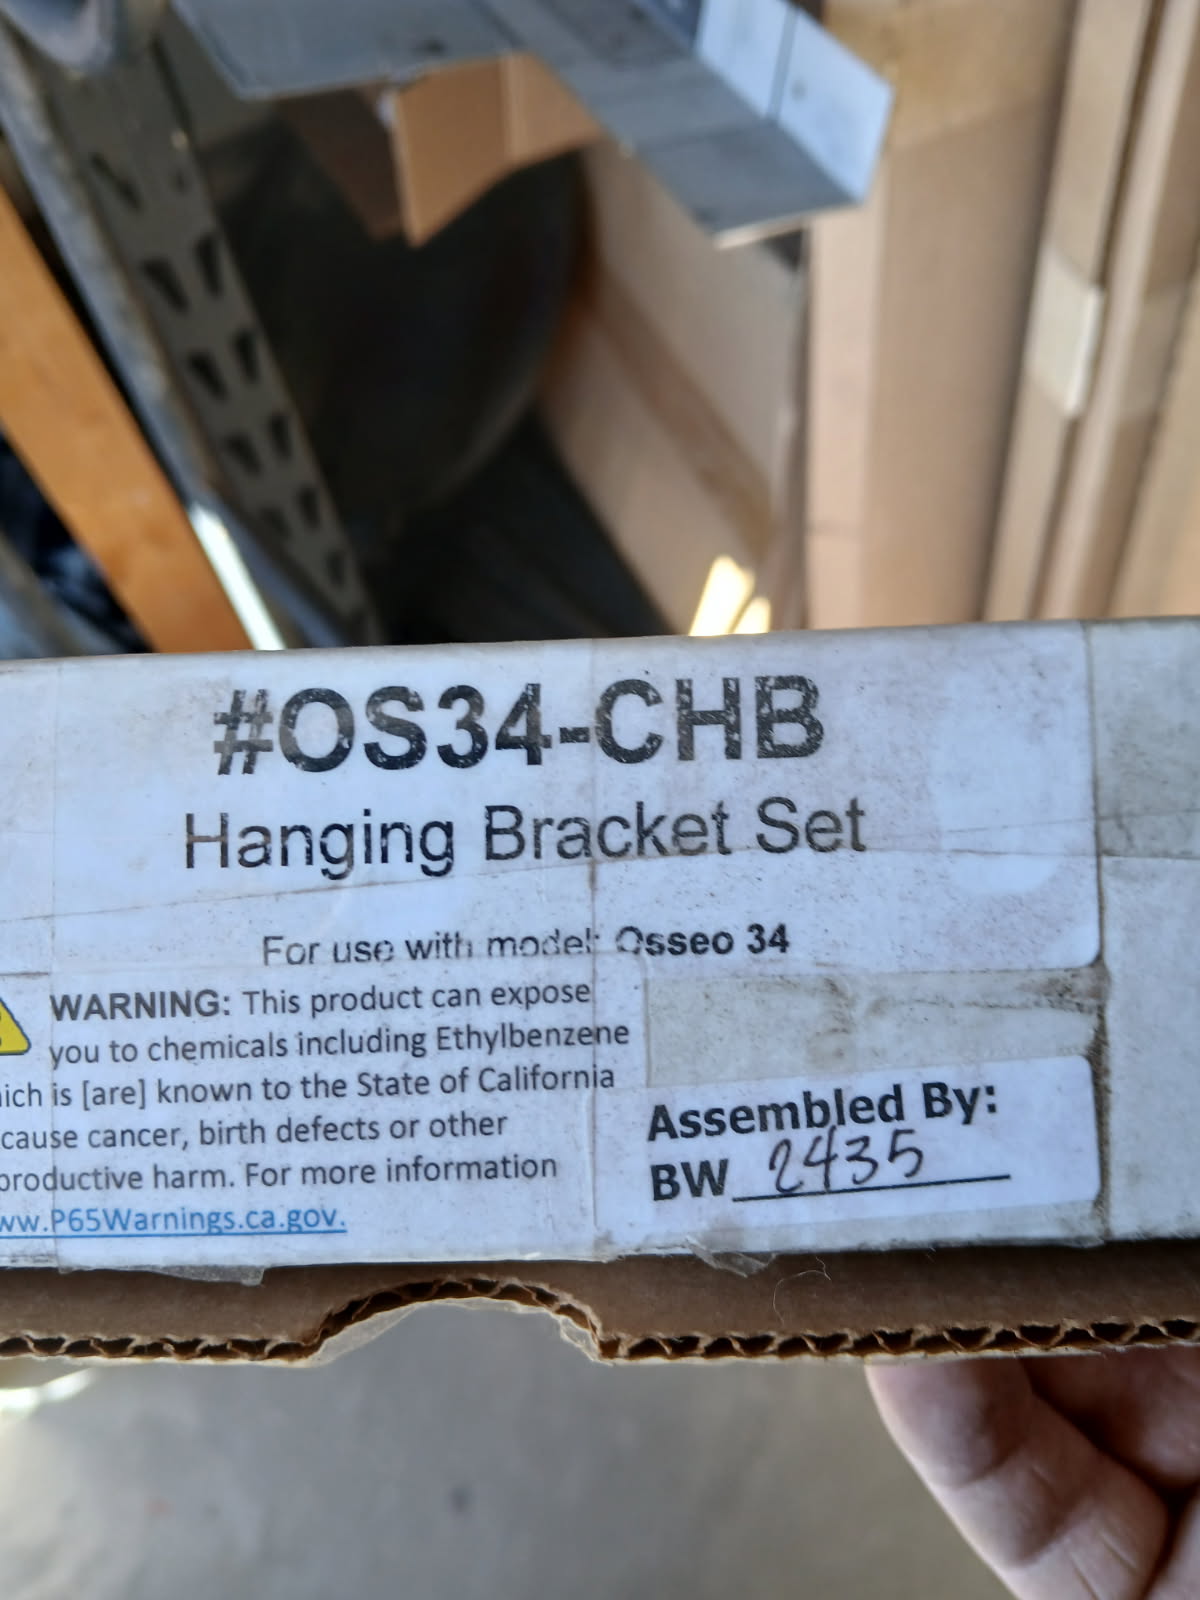 #OS34-CHB
Hanging Bracket Set
For use with model: Osseo 34
WARNING: This product can expose
you to chemicals including Ethylbenzene
is [are] known to the State of California
cause cancer, birth defects or other
harm. For more information
ww.P65Warnings.ca.gov.
Assembled By:
BW 2435